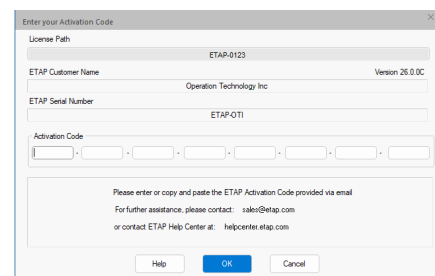 Enter your Activation Code
License Path
ETAP-0123
ETAP Customer Name Version 26.0.0C
Operation Technology Inc
ETAP Serial Number
ETAP-OTI
Activation Code
- - - - - - -
Please enter or copy and paste the ETAP Activation Code provided via email
For further assistance, please contact: sales@etap.com
or contact ETAP Help Center at: helpcenter.etap.com
Help OK Cancel